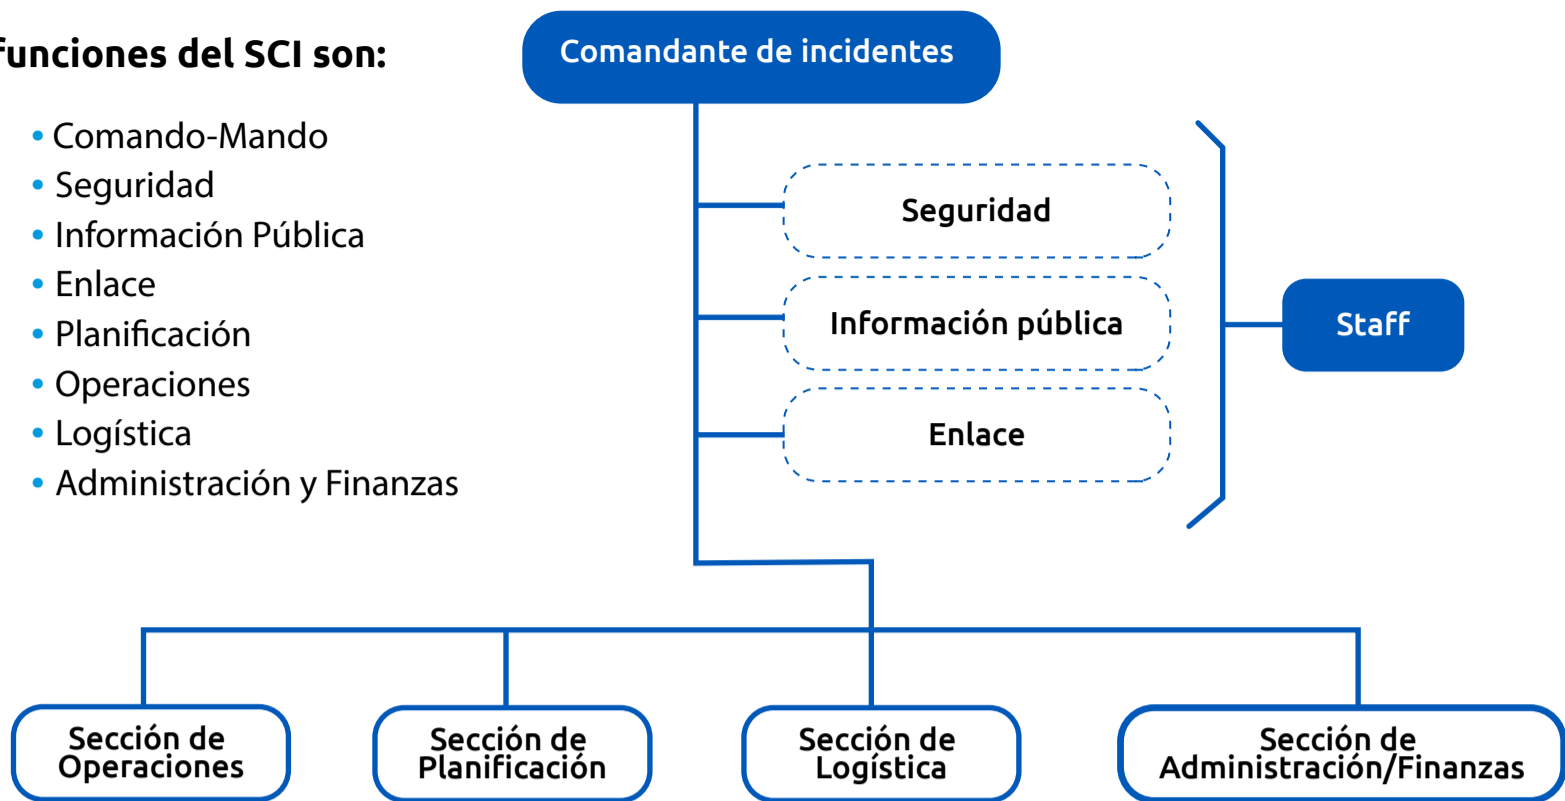 funciones del SCI son:
• Comando-Mando
• Seguridad
• Información Pública
• Enlace
• Planificación
• Operaciones
• Logística
• Administración y Finanzas
Comandante de incidentes
Seguridad
Información pública
Enlace
Staff
Sección de
Operaciones
Sección de
Planificación
Sección de
Logística
Sección de
Administración/Finanzas